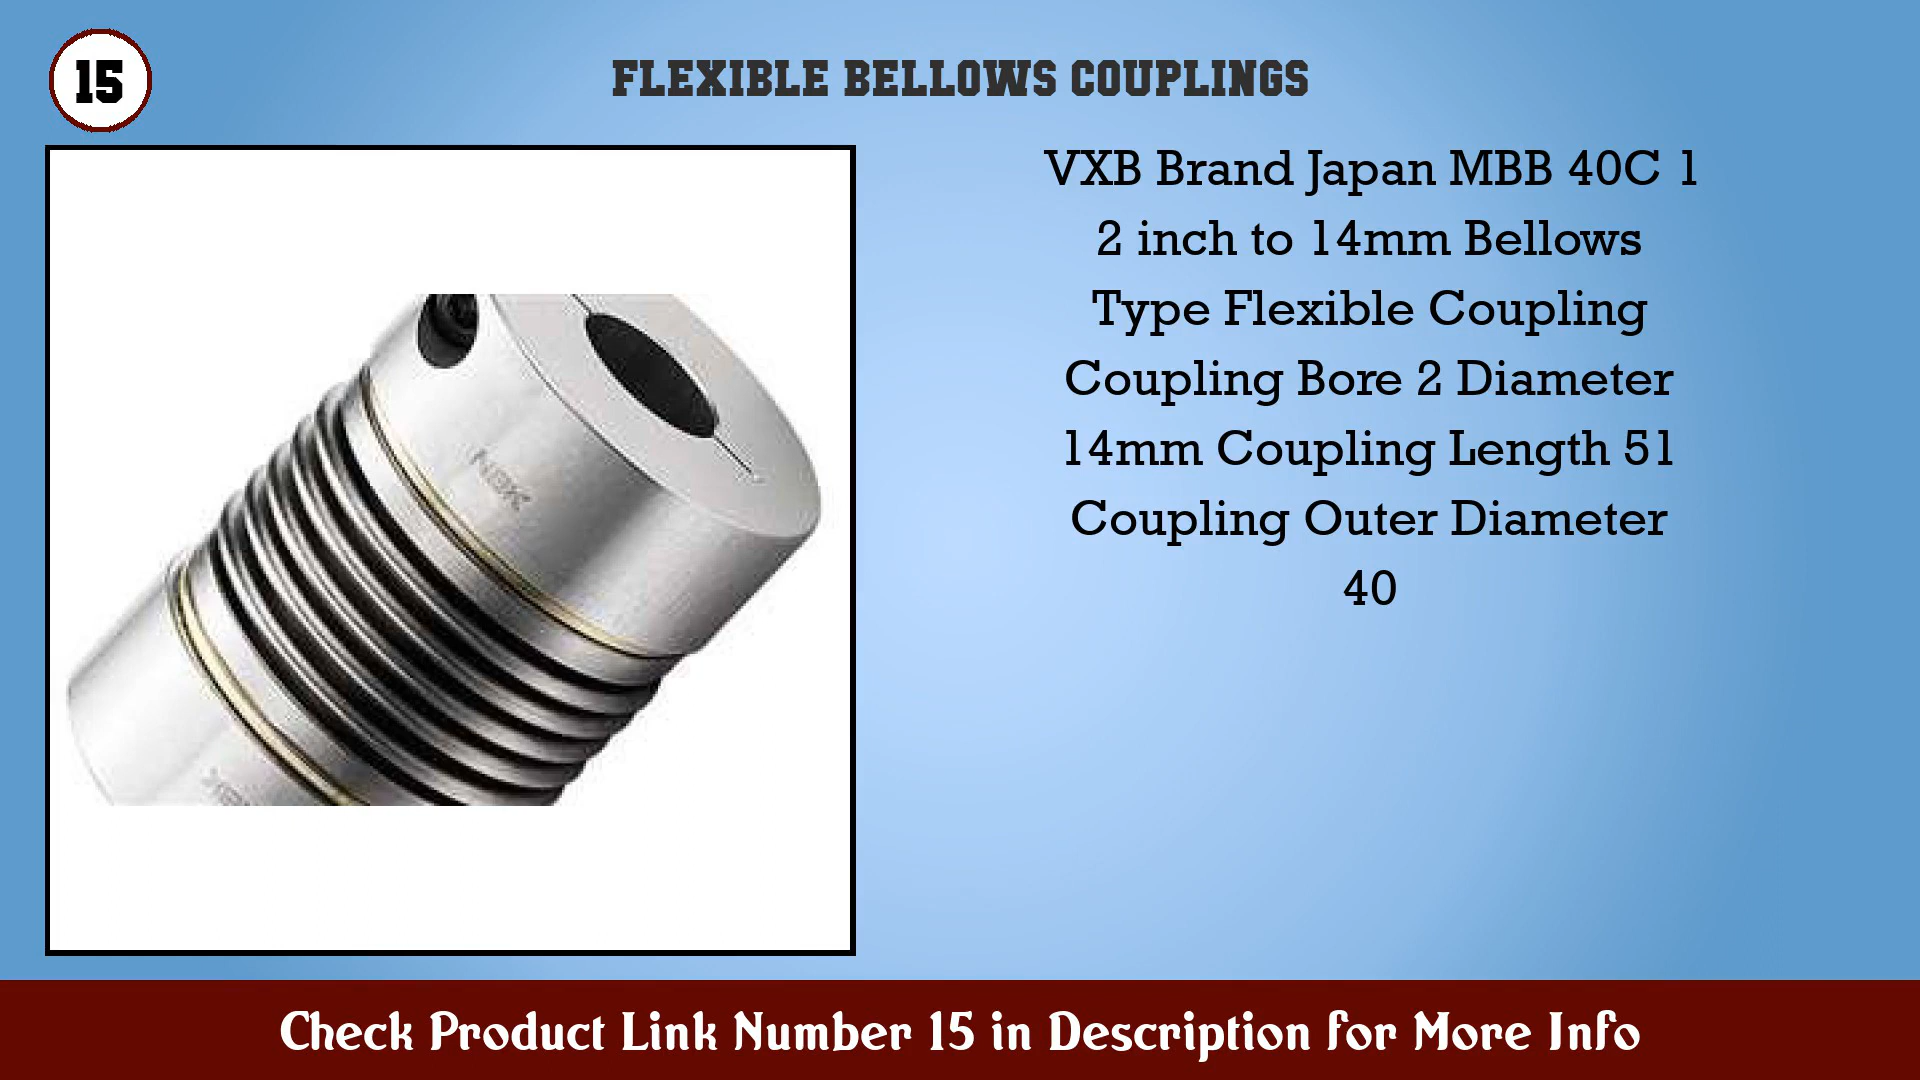 15
FLEXIBLE BELLOWS COUPLINGS
VXB Brand Japan MBB 40C 1
2 inch to 14mm Bellows
Type Flexible Coupling
Coupling Bore 2 Diameter
14mm Coupling Length 51
Coupling Outer Diameter
40
NBK
Check Product Link Number 15 in Description for More Info